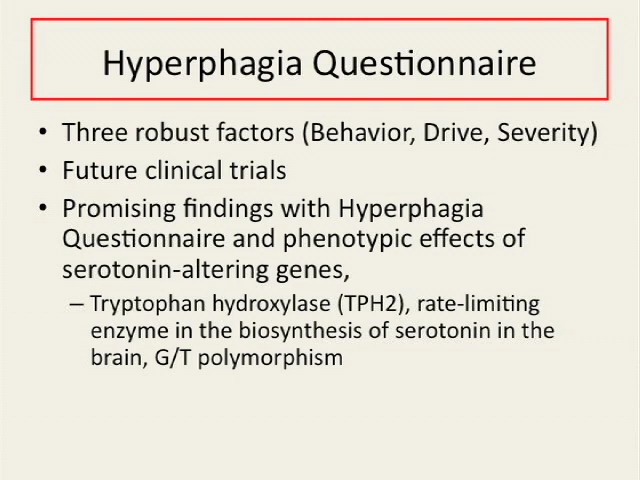 Hyperphagia Questionnaire
• Three robust factors (Behavior, Drive, Severity)
• Future clinical trials
• Promising findings with Hyperphagia
Questionnaire and phenotypic effects of
serotonin-altering genes,
– Tryptophan hydroxylase (TPH2), rate-limiting
enzyme in the biosynthesis of serotonin in the
brain, G/T polymorphism